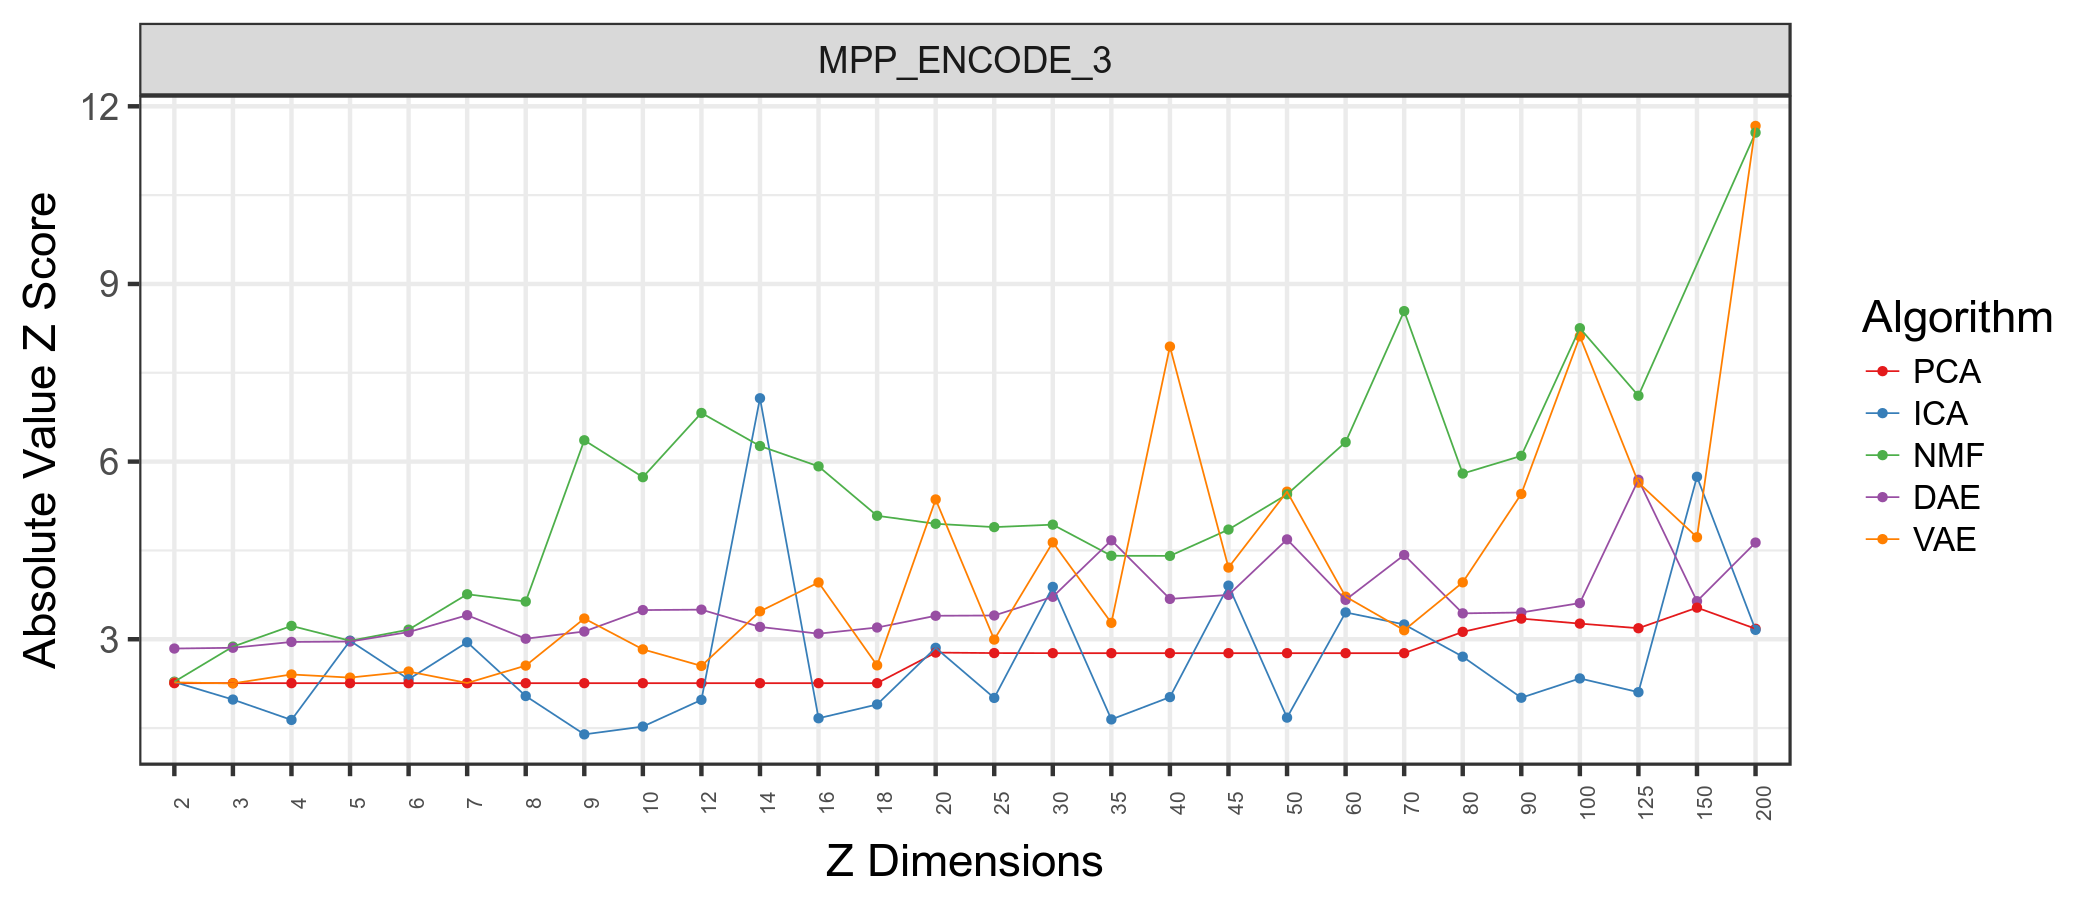 MPP_ENCODE_3
12
9
6
3
Absolute Value Z Score
2 3 4 5 6 7 8 9 10 12 14 16 18 20 25 30 35 40 45 50 60 70 80 90 100 125 150 200
Z Dimensions
Algorithm
PCA
ICA
NMF
DAE
VAE